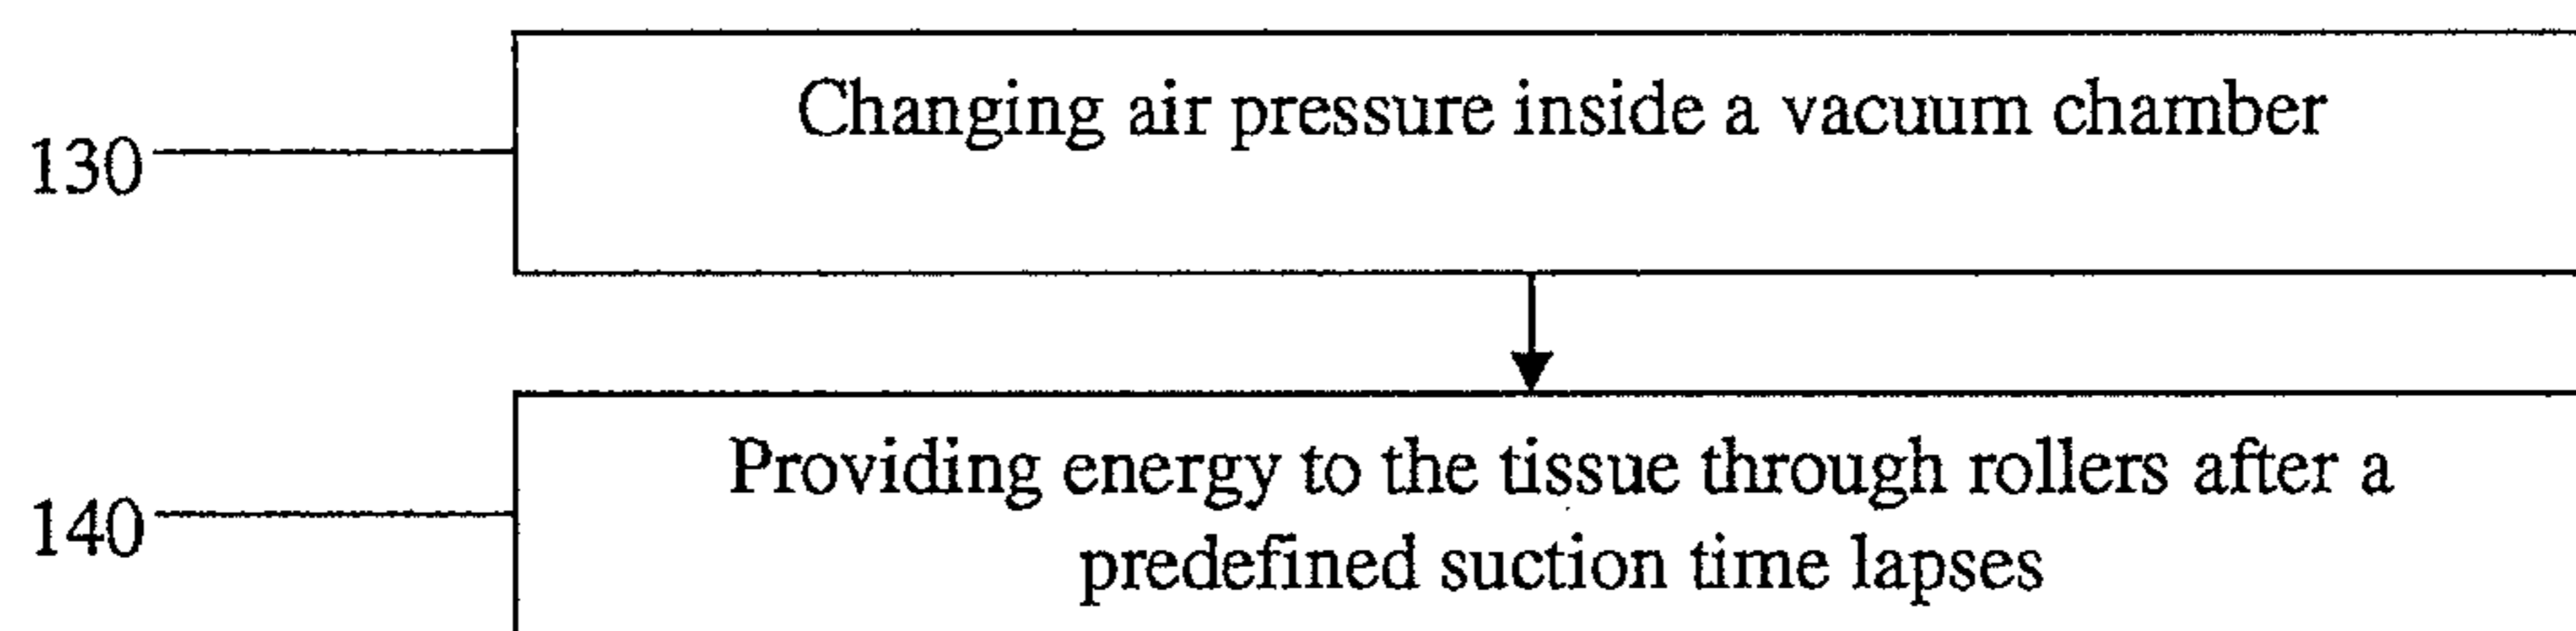 130
Changing air pressure inside a vacuum chamber
140
Providing energy to the tissue through rollers after a
predefined suction time lapses